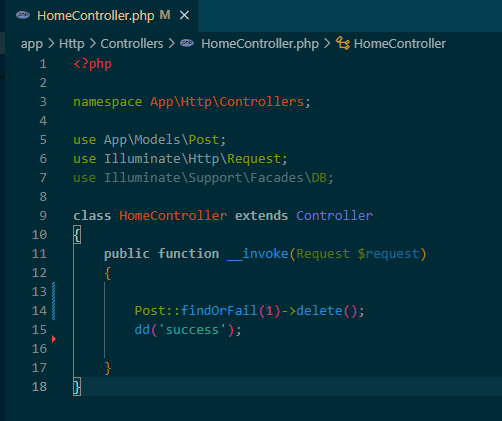 HomeController.php M ×
app > Http > Controllers > HomeController.php > HomeController
1 <?php
2
3 namespace App\Http\Controllers;
4
5 use App\Models\Post;
6 use Illuminate\Http\Request;
7 use Illuminate\Support\Facades\DB;
8
9 class HomeController extends Controller
10 {
11     public function __invoke(Request $request)
12     {
13
14         Post::findOrFail(1)->delete();
15         dd('success');
16
17     }
18 }